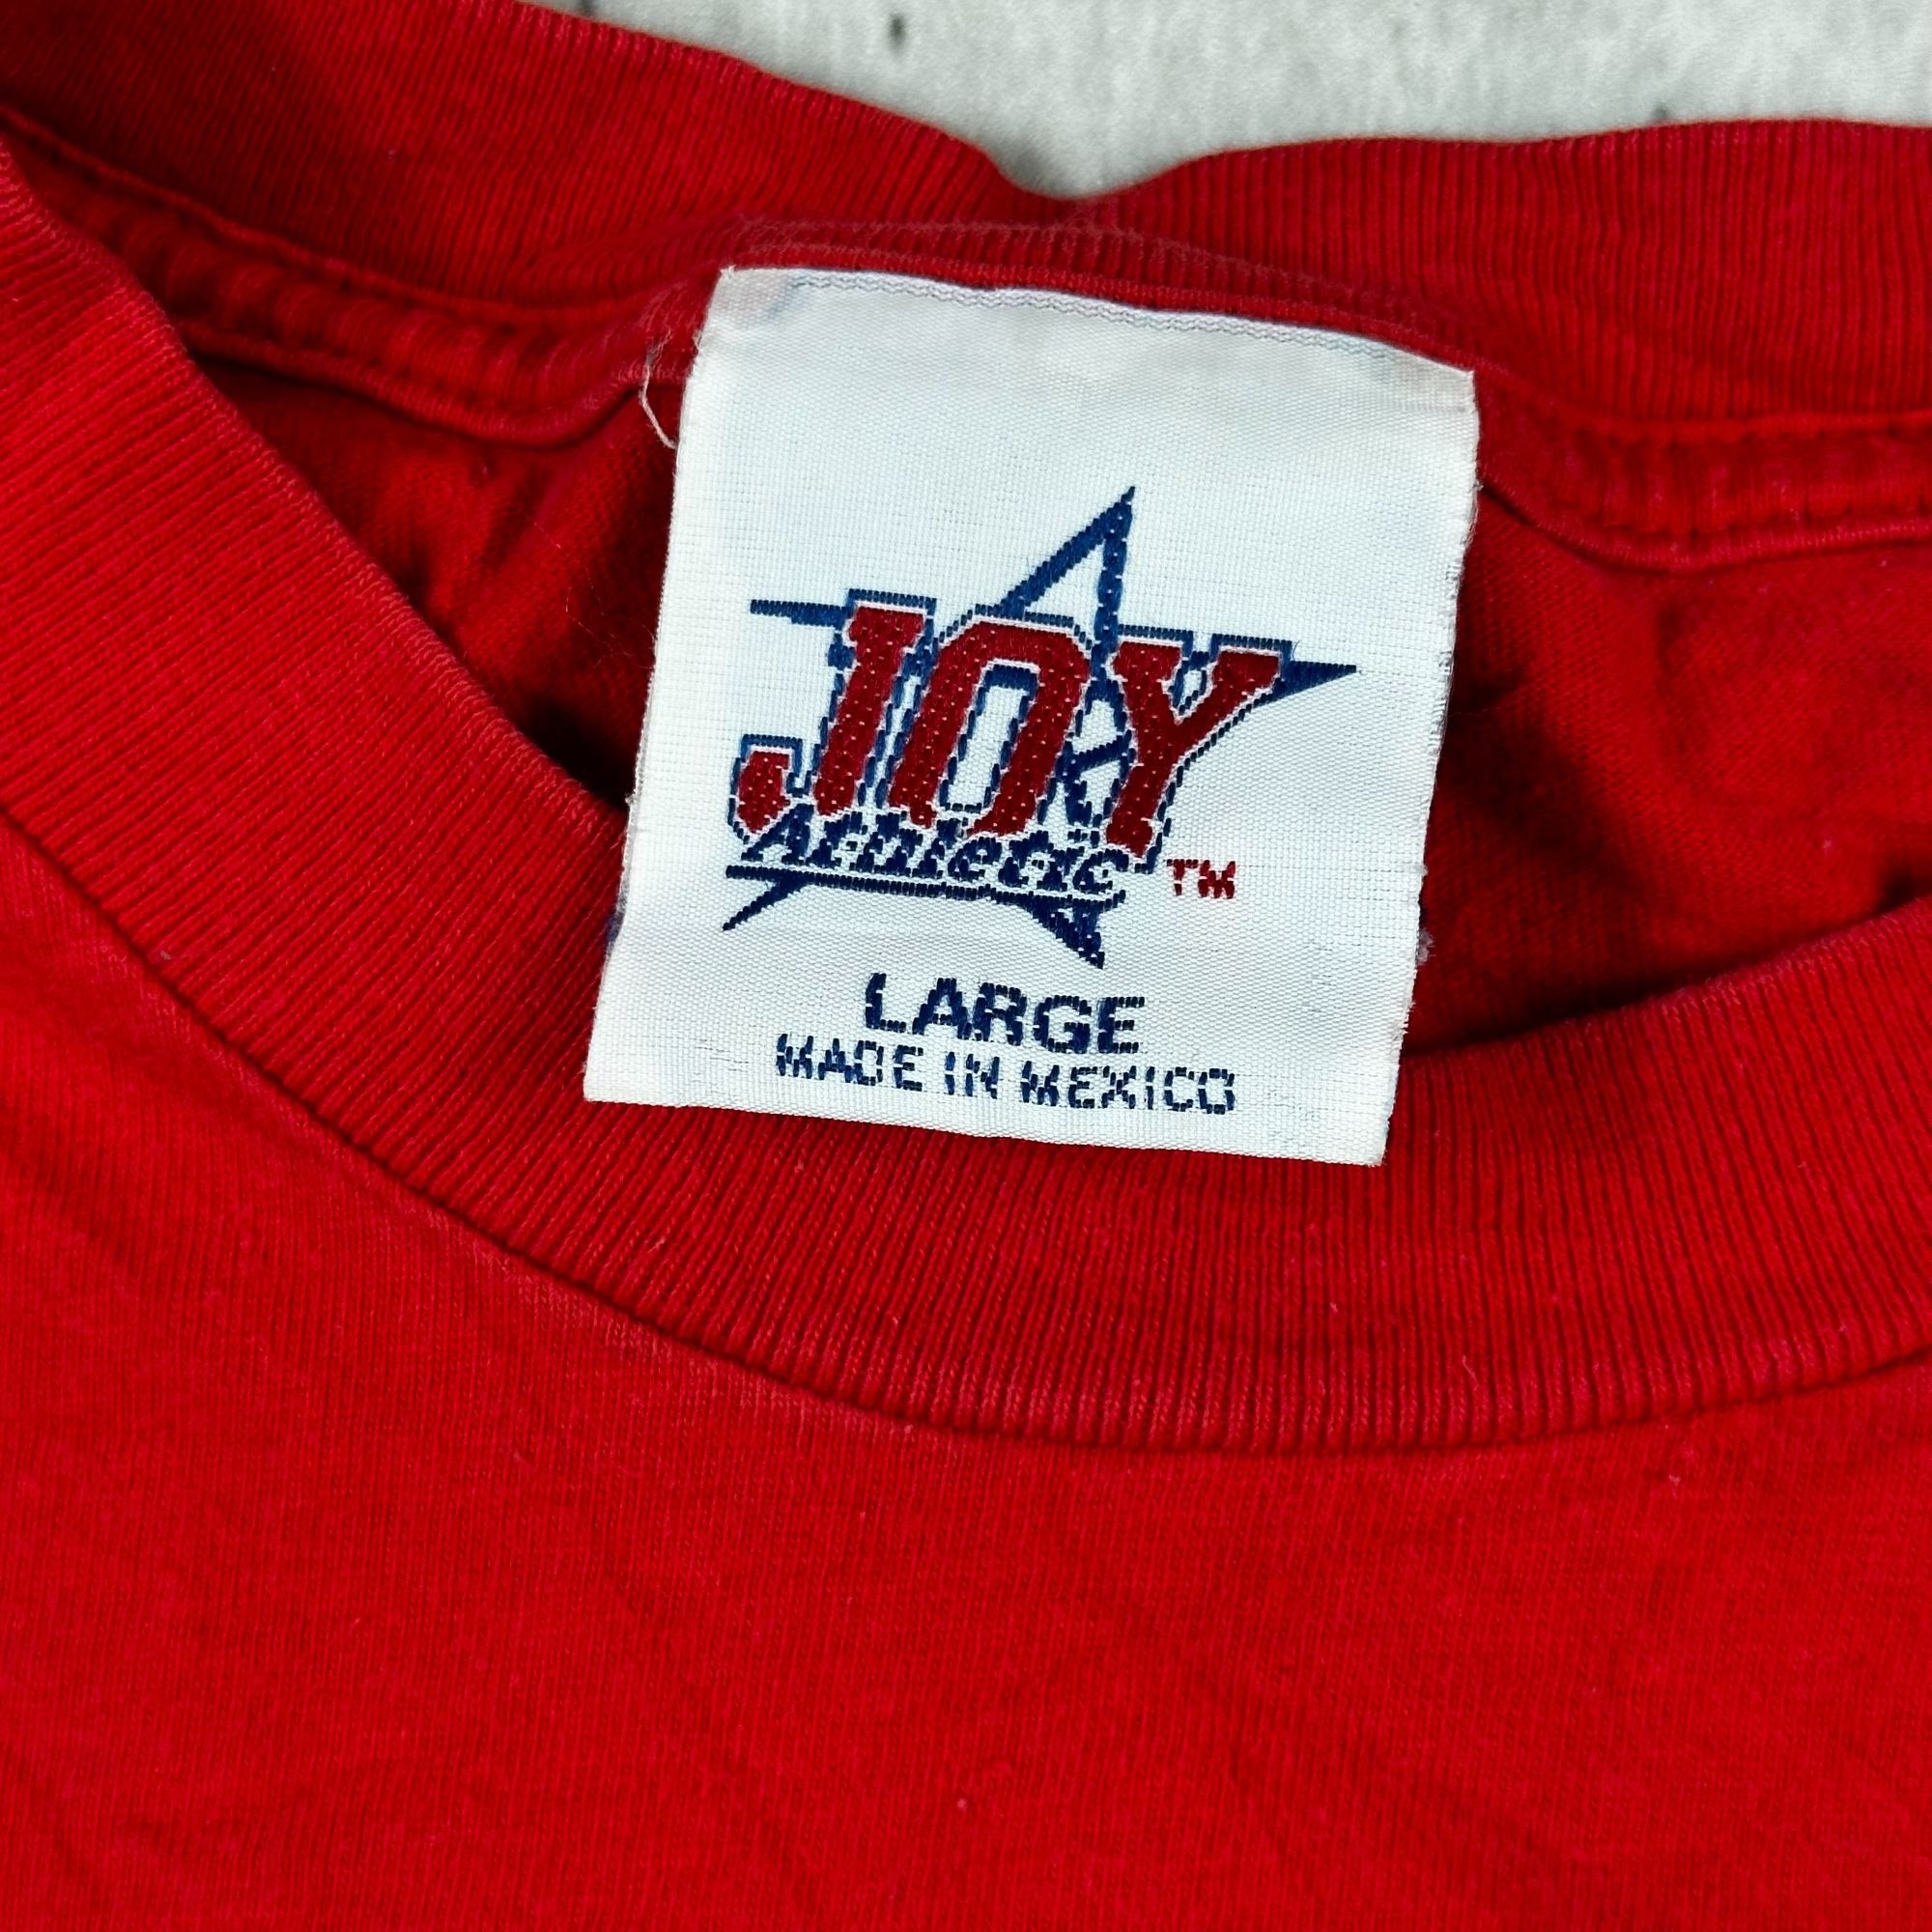 JOY
Athletic ™
LARGE
MADE IN MEXICO